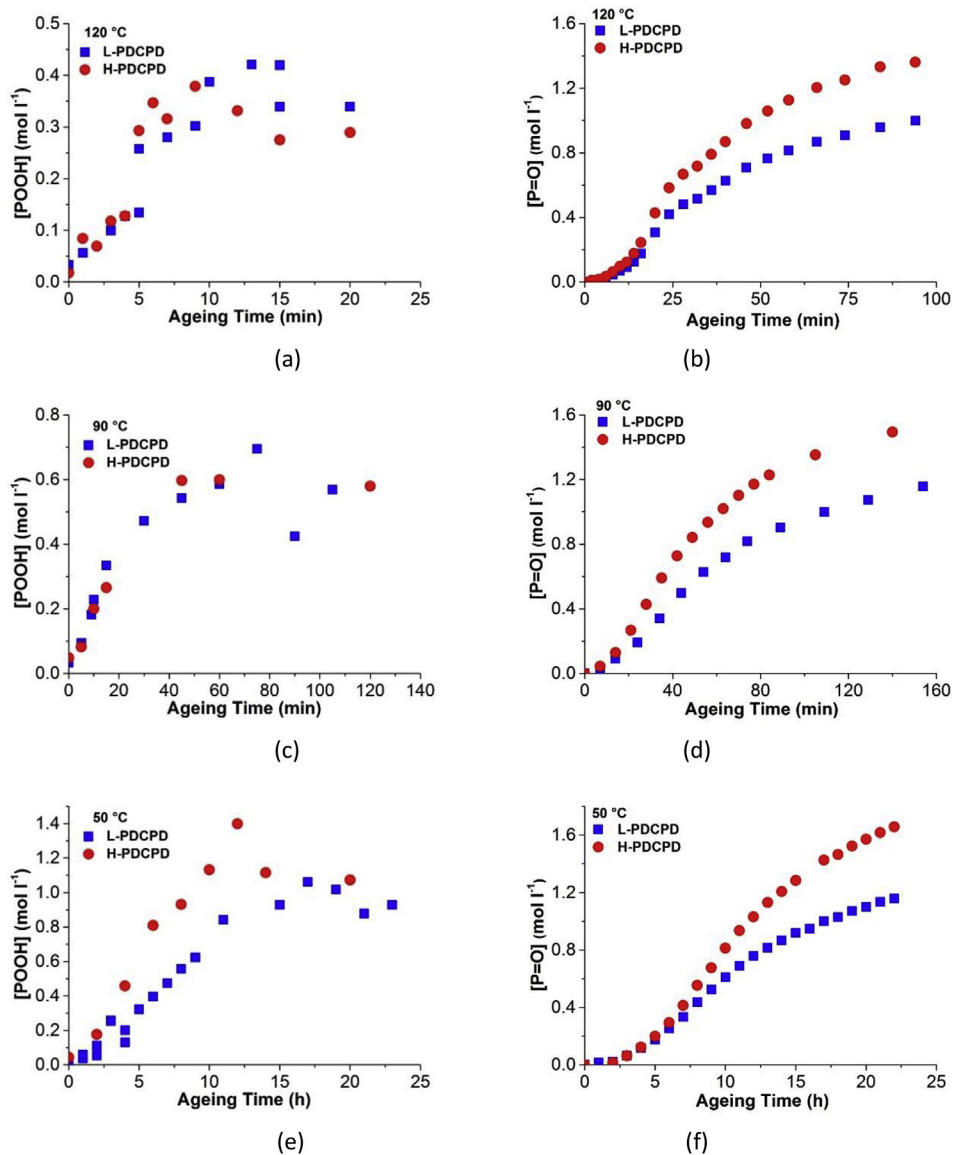 120 °C
L-PDCPD
H-PDCPD
[POOH] (mol l⁻¹)
0.5
0.4
0.3
0.2
0.1
0.0
0 5 10 15 20 25
Ageing Time (min)
(a)
120 °C
L-PDCPD
H-PDCPD
[P=O] (mol l⁻¹)
1.6
1.2
0.8
0.4
0.0
0 25 50 75 100
Ageing Time (min)
(b)
90 °C
L-PDCPD
H-PDCPD
[POOH] (mol l⁻¹)
0.8
0.6
0.4
0.2
0.0
0 20 40 60 80 100 120 140
Ageing Time (min)
(c)
90 °C
L-PDCPD
H-PDCPD
[P=O] (mol l⁻¹)
1.6
1.2
0.8
0.4
0.0
0 40 80 120 160
Ageing Time (min)
(d)
50 °C
L-PDCPD
H-PDCPD
[POOH] (mol l⁻¹)
1.4
1.2
1.0
0.8
0.6
0.4
0.2
0.0
0 5 10 15 20 25
Ageing Time (h)
(e)
50 °C
L-PDCPD
H-PDCPD
[P=O] (mol l⁻¹)
1.6
1.2
0.8
0.4
0.0
0 5 10 15 20 25
Ageing Time (h)
(f)